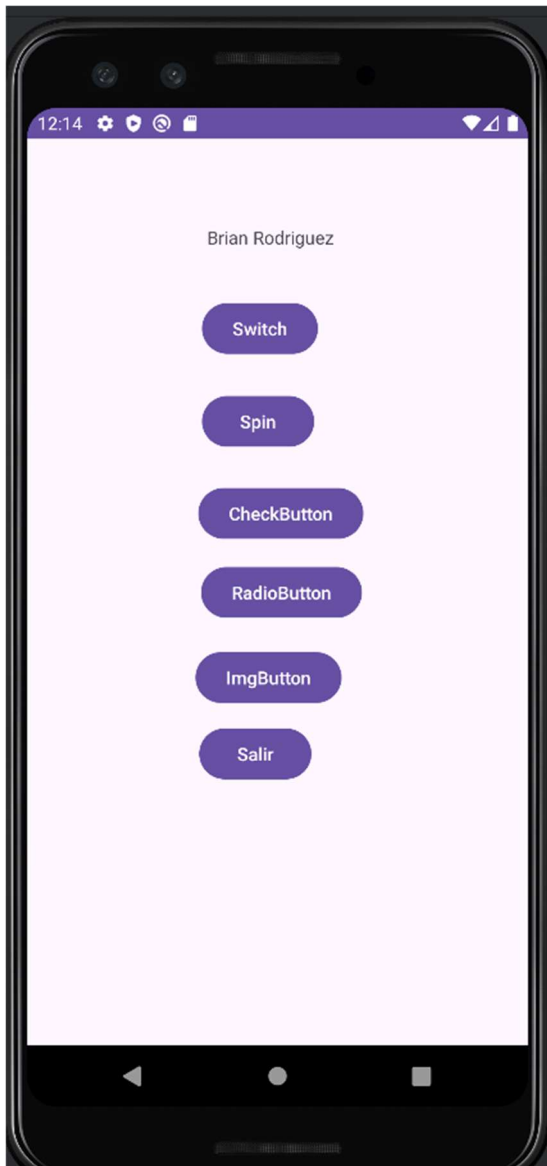 12:14
Brian Rodriguez
Switch
Spin
CheckButton
RadioButton
ImgButton
Salir